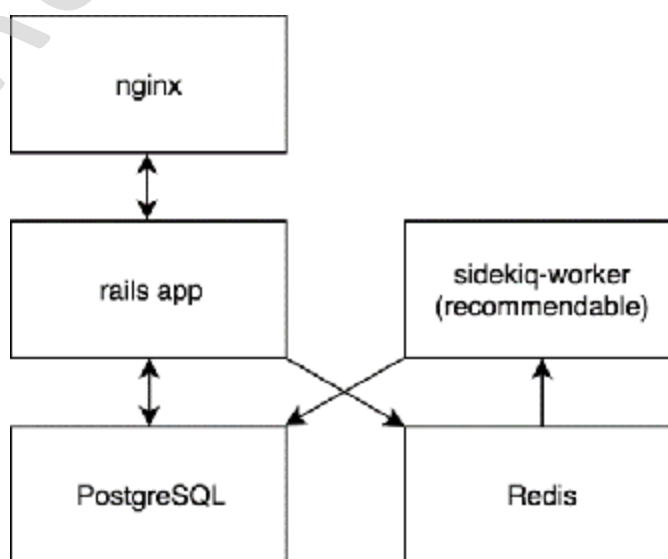 nginx
rails app
sidekiq-worker
(recommendable)
PostgreSQL
Redis